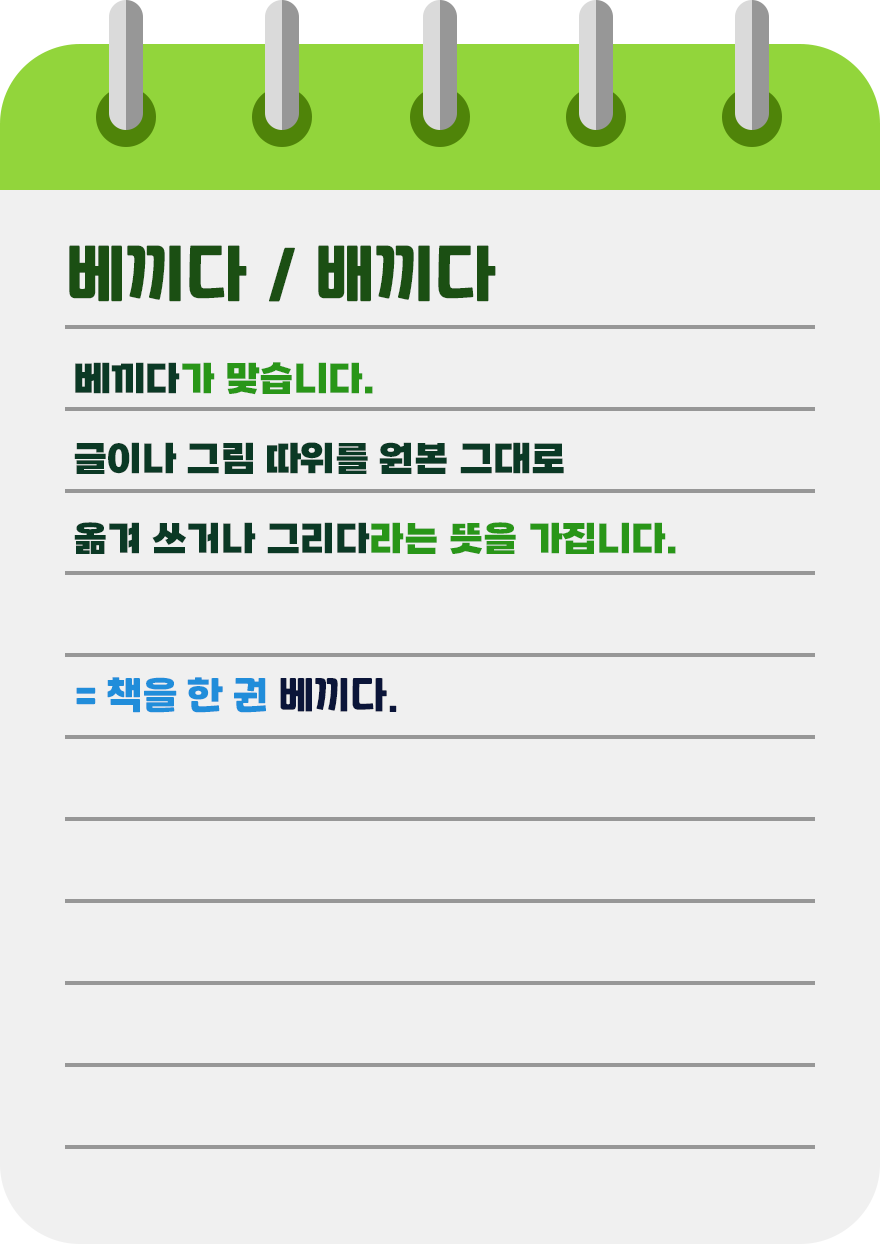 베끼다 / 배끼다
베끼다가 맞습니다.
글이나 그림 따위를 원본 그대로
옮겨 쓰거나 그리다라는 뜻을 가집니다.
= 책을 한 권 베끼다.